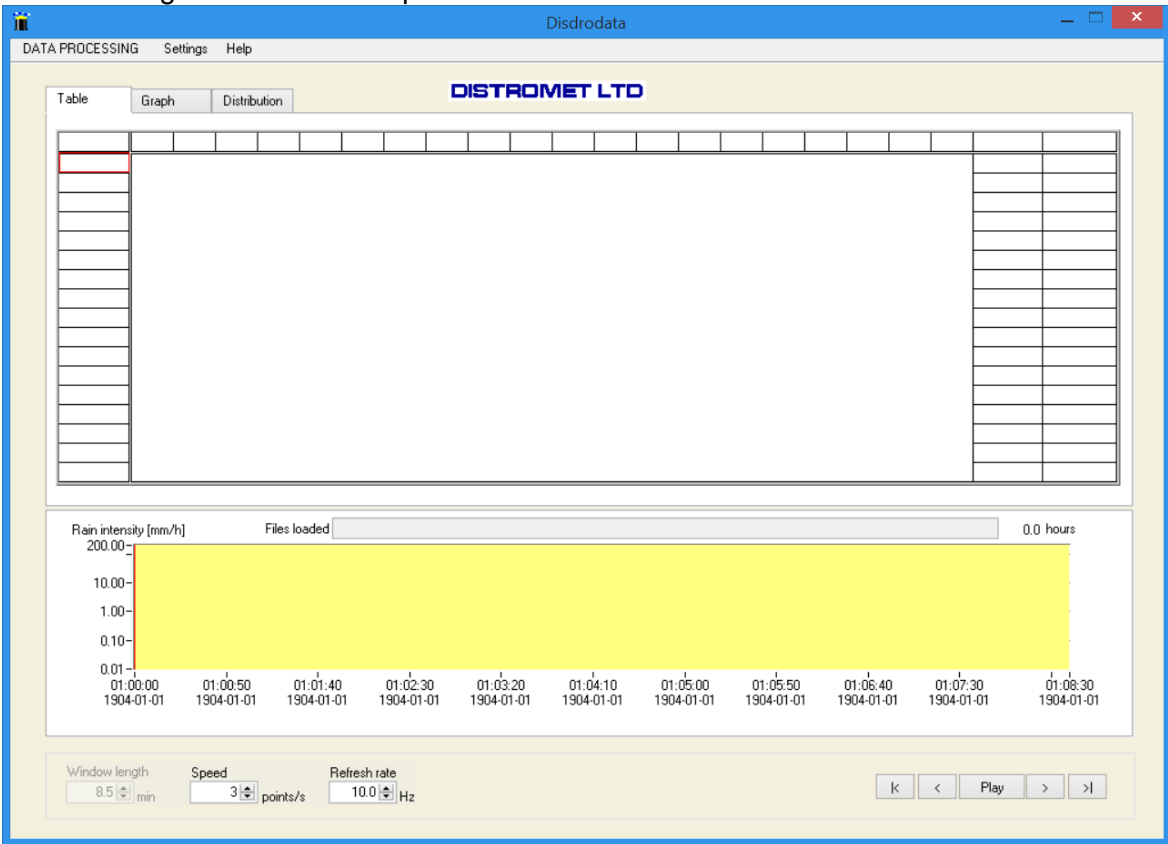 Disdrodata
DATA PROCESSING Settings Help
Table Graph Distribution
DISTROMET LTD
Rain intensity [mm/h] Files loaded 0.0 hours
200.00
10.00
1.00
0.10
0.01
01:00:00 01:00:50 01:01:40 01:02:30 01:03:20 01:04:10 01:05:00 01:05:50 01:06:40 01:07:30 01:08:30
1904-01-01 1904-01-01 1904-01-01 1904-01-01 1904-01-01 1904-01-01 1904-01-01 1904-01-01 1904-01-01 1904-01-01 1904-01-01
Window length Speed Refresh rate
8.5 min 3 points/s 10.0 Hz
|< < Play > >|